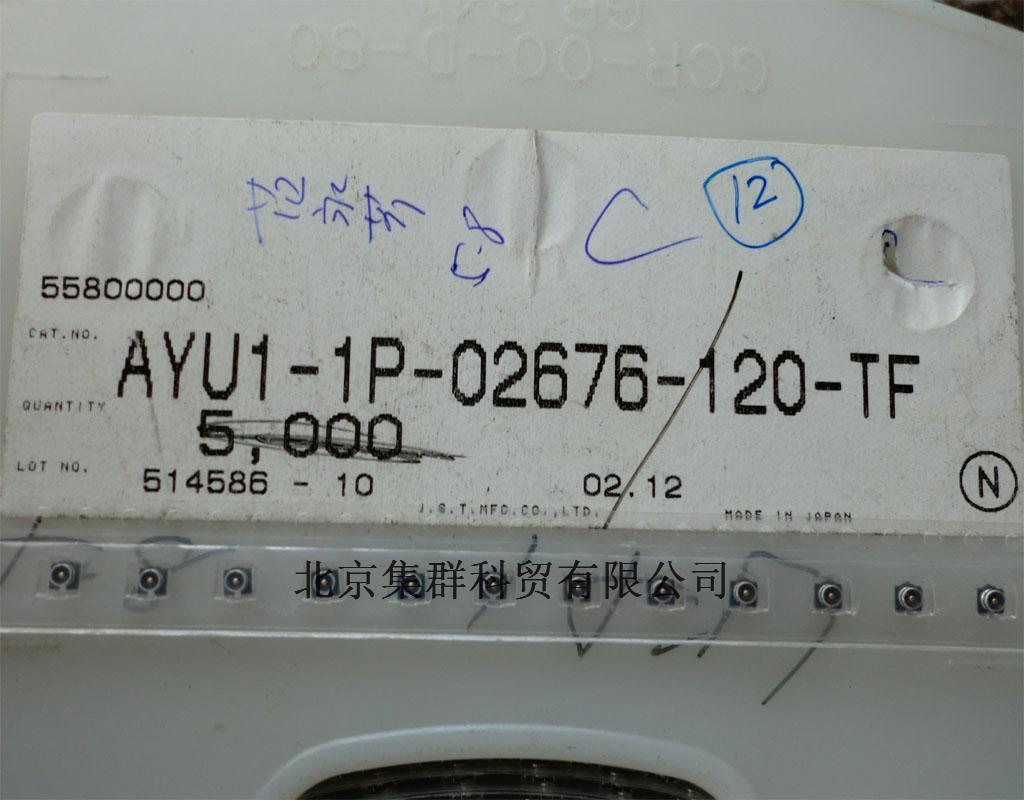 GCR-00-D-80
12
55800000
CAT.NO.
AYU1-1P-02676-120-TF
QUANTITY
5,000
LOT NO.
514586 - 10 02.12
J.S.T.MFG.CO.,LTD. MADE IN JAPAN
N
北京集群科贸有限公司